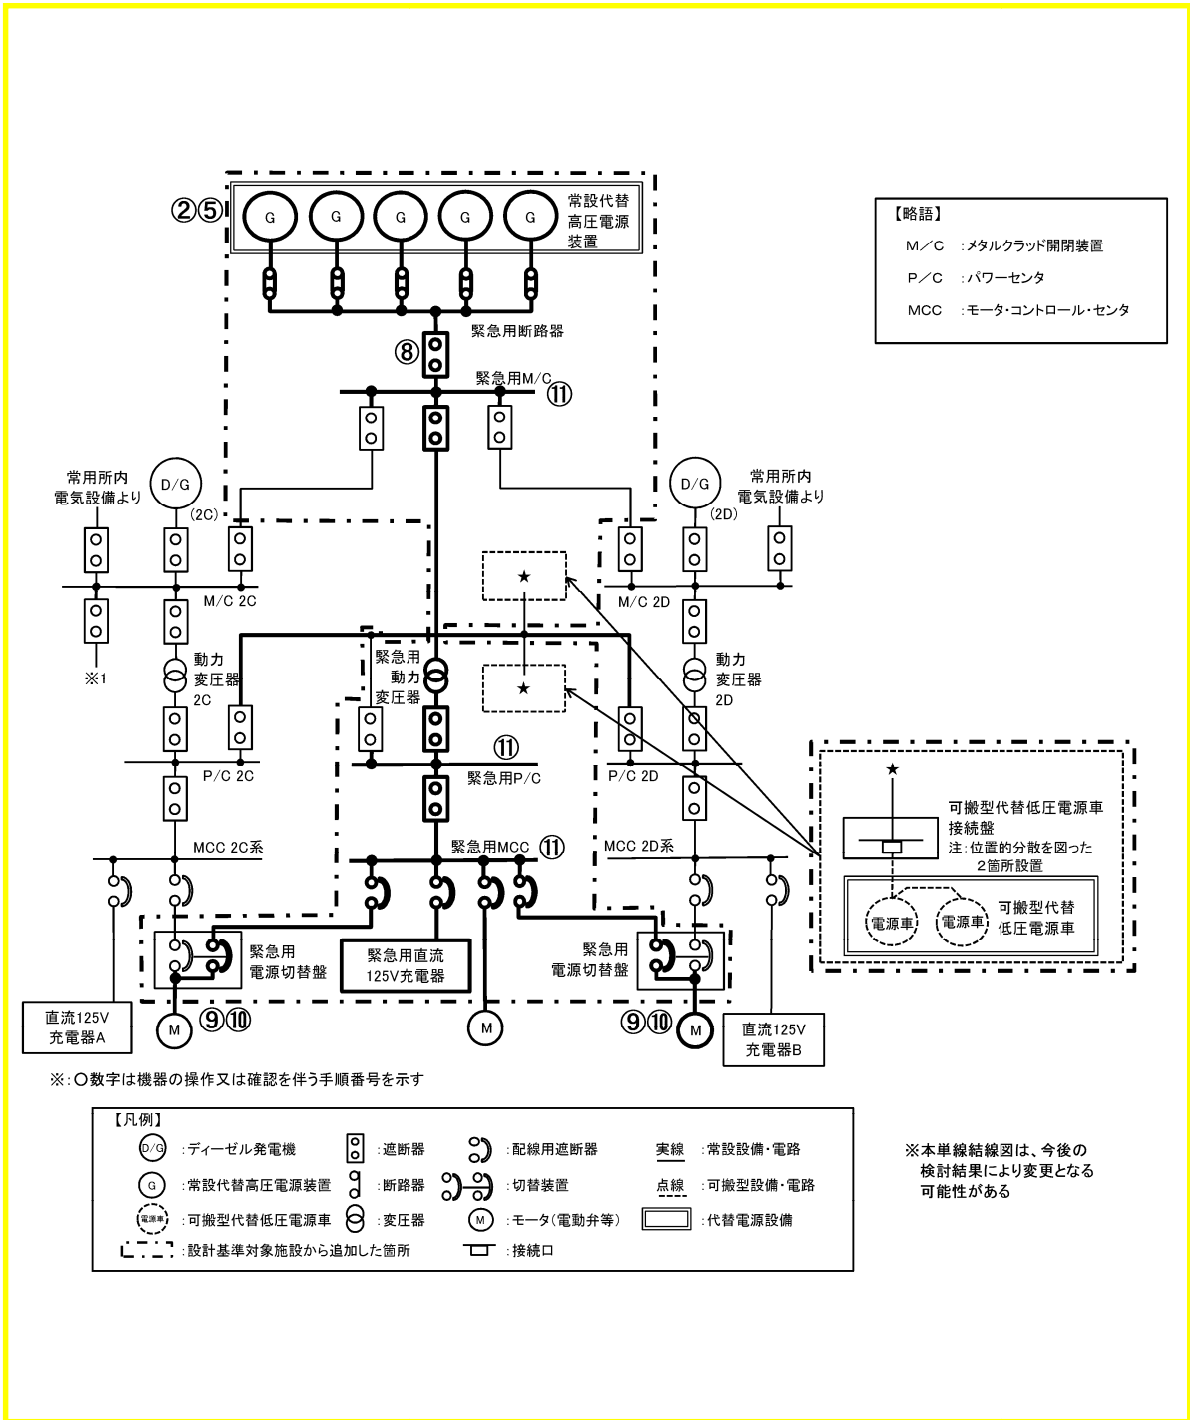 ②⑤
G
G
G
G
G
常設代替
高圧電源
装置
緊急用断路器
⑧
緊急用M/C
⑪
【略語】
M/C :メタルクラッド開閉装置
P/C :パワーセンタ
MCC :モータ・コントロール・センタ
常用所内
電気設備より
D/G
(2C)
D/G
(2D)
常用所内
電気設備より
★
M/C 2C
M/C 2D
※1
動力
変圧器
2C
緊急用
動力
変圧器
★
動力
変圧器
2D
P/C 2C
⑪
緊急用P/C
P/C 2D
MCC 2C系
緊急用MCC
⑪
MCC 2D系
★
可搬型代替低圧電源車
接続盤
注:位置的分散を図った
2箇所設置
電源車
電源車
可搬型代替
低圧電源車
緊急用
電源切替盤
緊急用直流
125V充電器
緊急用
電源切替盤
直流125V
充電器A
M
⑨⑩
M
⑨⑩
M
直流125V
充電器B
※:○数字は機器の操作又は確認を伴う手順番号を示す
【凡例】
D/G :ディーゼル発電機 :遮断器 :配線用遮断器 実線 :常設設備・電路
G :常設代替高圧電源装置 :断路器 :切替装置 点線 :可搬型設備・電路
電源車 :可搬型代替低圧電源車 :変圧器 M :モータ(電動弁等) :代替電源設備
:設計基準対象施設から追加した箇所 :接続口
※本単線結線図は、今後の
検討結果により変更となる
可能性がある